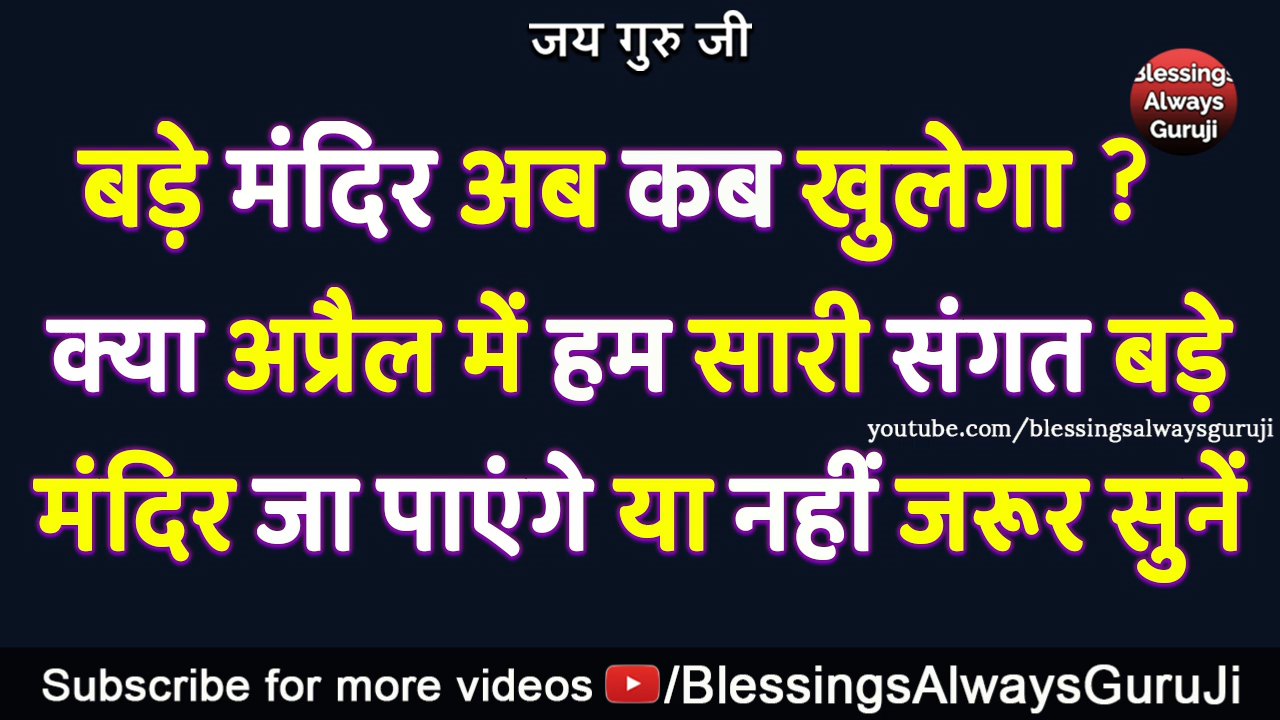 जय गुरु जी
Blessings
Always
Guruji
बड़े मंदिर अब कब खुलेगा ?
क्या अप्रैल में हम सारी संगत बड़े
youtube.com/blessingsalwaysguruji
मंदिर जा पाएंगे या नहीं जरूर सुनें
Subscribe for more videos /BlessingsAlwaysGuruJi